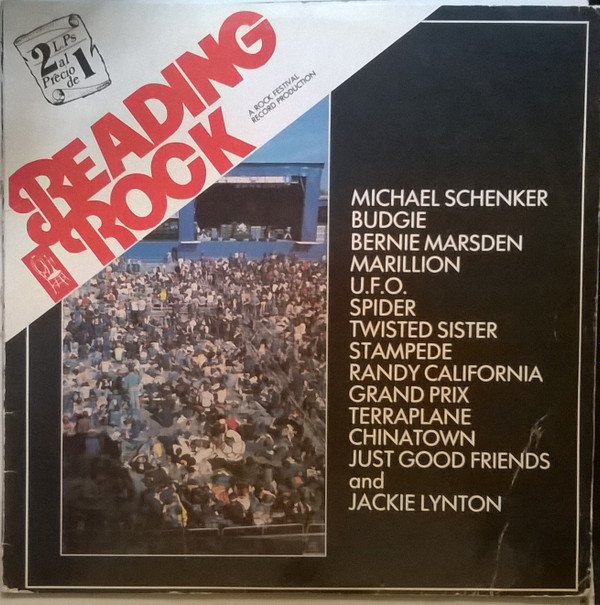 2 L.Ps
al
Precio
de 1
READING
ROCK
A ROCK FESTIVAL
RECORD PRODUCTION
MICHAEL SCHENKER
BUDGIE
BERNIE MARSDEN
MARILLION
U.F.O.
SPIDER
TWISTED SISTER
STAMPEDE
RANDY CALIFORNIA
GRAND PRIX
TERRAPLANE
CHINATOWN
JUST GOOD FRIENDS
and
JACKIE LYNTON